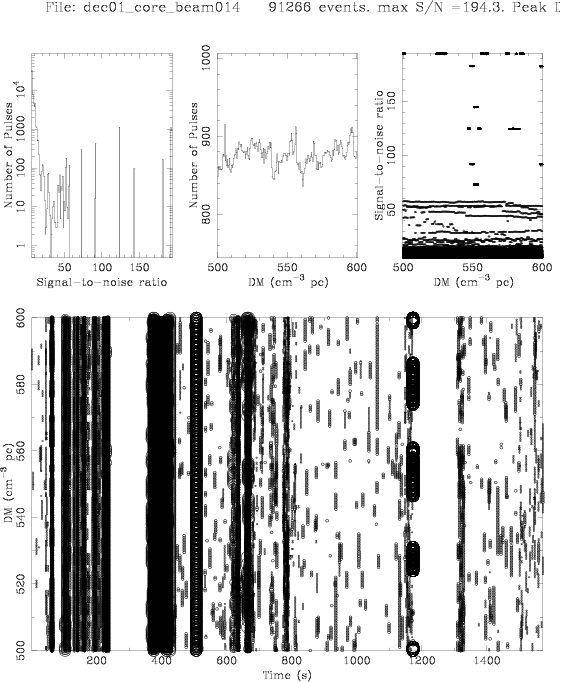 File: dec01_core_beam014 91266 events. max S/N =194.3. Peak D
Number of Pulses
1 10 100 1000 10⁴
50 100 150
Signal-to-noise ratio
Number of Pulses
800 900 1000
500 550 600
DM (cm⁻³ pc)
Signal-to-noise ratio
50 100 150
500 550 600
DM (cm⁻³ pc)
DM (cm⁻³ pc)
500 520 540 560 580 600
200 400 600 800 1000 1200 1400
Time (s)